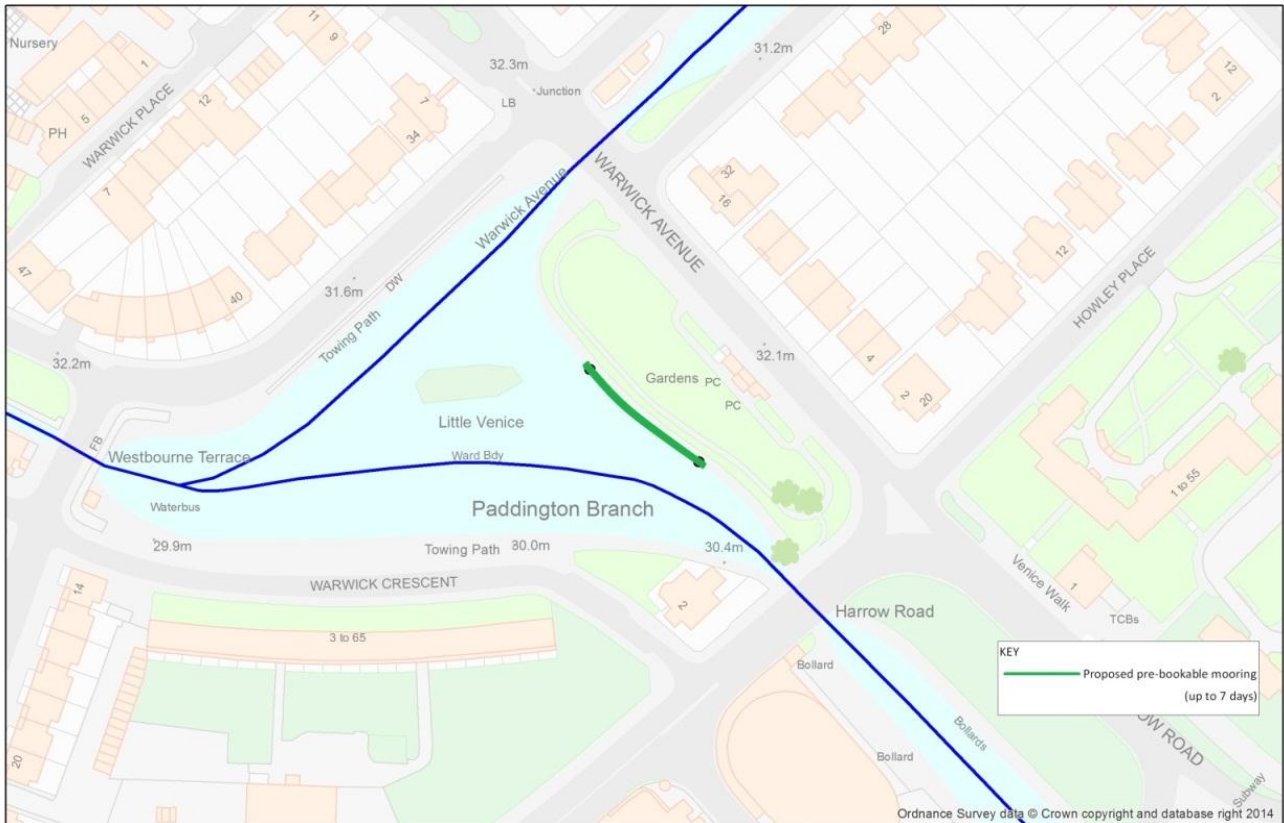 Nursery
11
9
1
5
PH
WARWICK PLACE
12
7
7
34
32.3m
LB
Junction
31.2m
28
12
2
WARWICK AVENUE
Warwick Avenue
32
16
12
HOWLEY PLACE
47
40
31.6m
DW
Towing Path
32.2m
32.1m
4
2
20
Gardens
PC
PC
Little Venice
FB
Westbourne Terrace
Ward Bdy
Waterbus
Paddington Branch
29.9m
Towing Path
30.0m
30.4m
1 to 55
WARWICK CRESCENT
14
2
3 to 65
Harrow Road
Venice Walk
1
TCBs
KEY
Proposed pre-bookable mooring
(up to 7 days)
Bollard
Bollards
Bollard
OW ROAD
20
Subway
Ordnance Survey data © Crown copyright and database right 2014